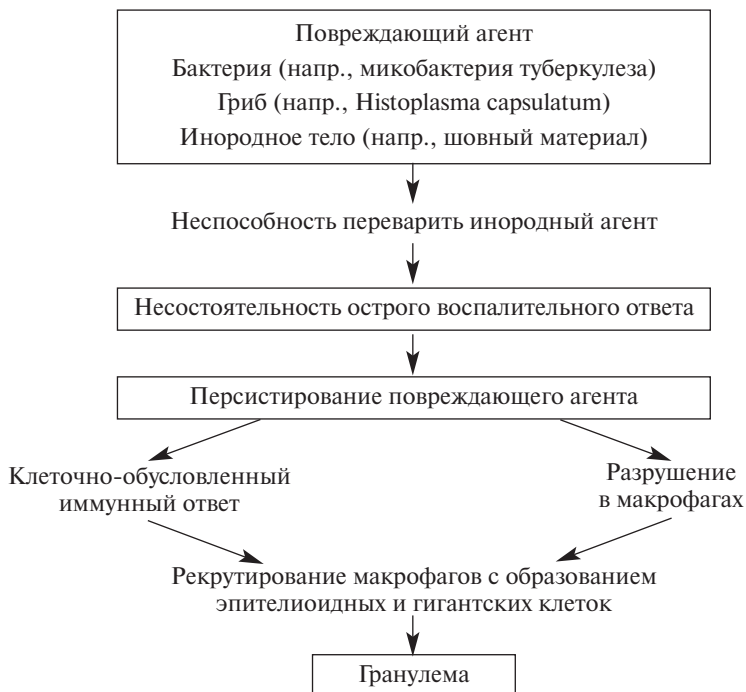 Повреждающий агент
Бактерия (напр., микобактерия туберкулеза)
Гриб (напр., Histoplasma capsulatum)
Инородное тело (напр., шовный материал)
Неспособность переварить инородный агент
Несостоятельность острого воспалительного ответа
Персистирование повреждающего агента
Клеточно-обусловленный
иммунный ответ
Разрушение
в макрофагах
Рекрутирование макрофагов с образованием
эпителиоидных и гигантских клеток
Гранулема